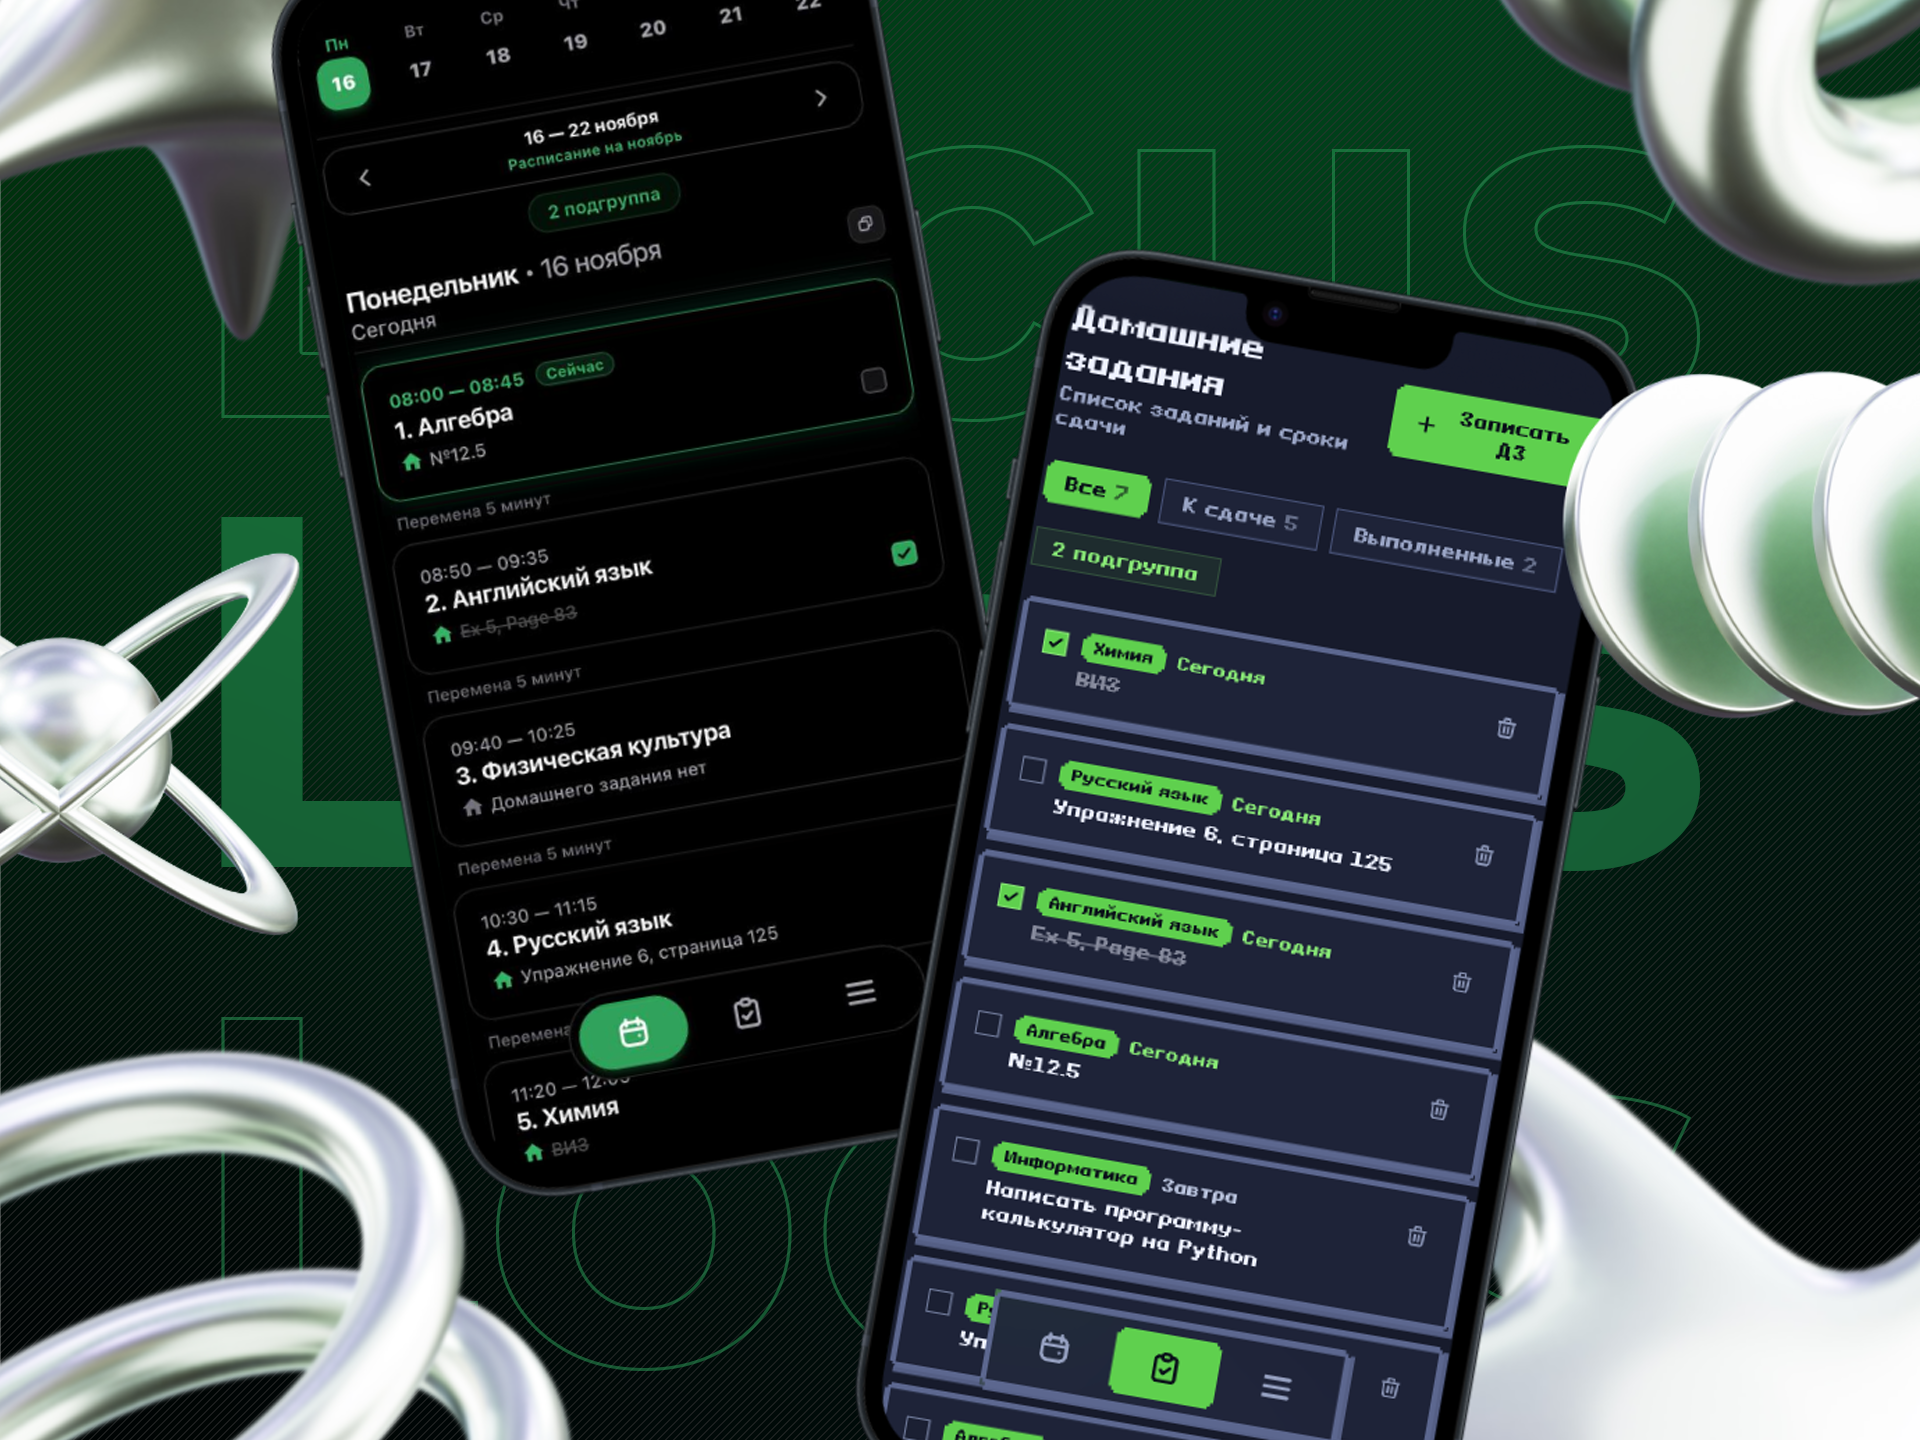 Пн
Вт
Ср
Чт
16
17
18
19
20
21
22
16 — 22 ноября
Расписание на ноябрь
2 подгруппа
Понедельник • 16 ноября
Сегодня
08:00 — 08:45 Сейчас
1. Алгебра
№12.5
Перемена 5 минут
08:50 — 09:35
2. Английский язык
Ex 5, Page 83
Перемена 5 минут
09:40 — 10:25
3. Физическая культура
Домашнего задания нет
Перемена 5 минут
10:30 — 11:15
4. Русский язык
Упражнение 6, страница 125
Перемена
11:20 — 12:05
5. Химия
ВИЗ
Домашние
задания
Список заданий и сроки
сдачи
+ Записать
ДЗ
Все 7
К сдаче 5
Выполненные 2
2 подгруппа
Химия Сегодня
ВИЗ
Русский язык Сегодня
Упражнение 6, страница 125
Английский язык Сегодня
Ex 5, Page 83
Алгебра Сегодня
№12.5
Информатика Завтра
Написать программу-
калькулятор на Python